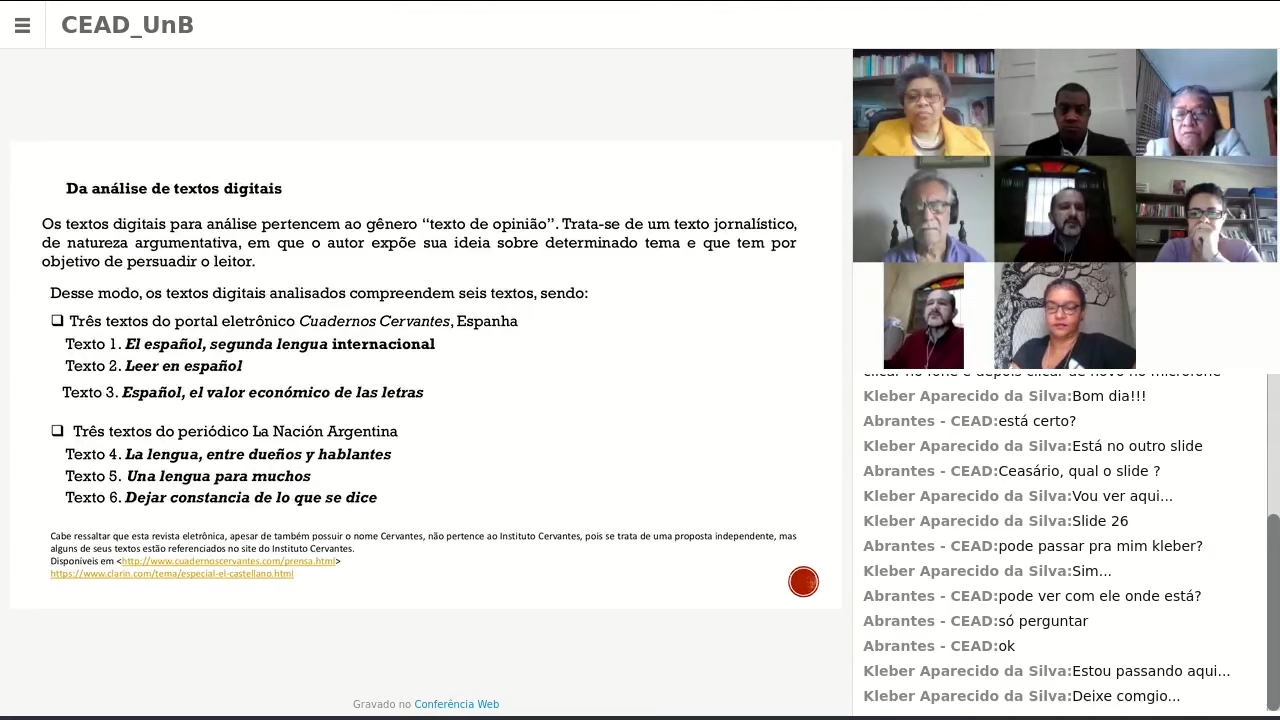 CEAD_UnB
Da análise de textos digitais
Os textos digitais para análise pertencem ao gênero “texto de opinião”. Trata-se de um texto jornalístico,
de natureza argumentativa, em que o autor expõe sua ideia sobre determinado tema e que tem por
objetivo de persuadir o leitor.
Desse modo, os textos digitais analisados compreendem seis textos, sendo:
Três textos do portal eletrônico Cuadernos Cervantes, Espanha
Texto 1. El español, segunda lengua internacional
Texto 2. Leer en español
Texto 3. Español, el valor económico de las letras
Três textos do periódico La Nación Argentina
Texto 4. La lengua, entre dueños y hablantes
Texto 5. Una lengua para muchos
Texto 6. Dejar constancia de lo que se dice
Cabe ressaltar que esta revista eletrônica, apesar de também possuir o nome Cervantes, não pertence ao Instituto Cervantes, pois se trata de uma proposta independente, mas
alguns de seus textos estão referenciados no site do Instituto Cervantes.
Disponíveis em <http://www.cuadernoscervantes.com/prensa.html>
https://www.clarin.com/tema/especial-el-castellano.html
Gravado no Conferência Web
clicar no fone e depois clicar de novo no microfone
Kleber Aparecido da Silva:Bom dia!!!
Abrantes - CEAD:está certo?
Kleber Aparecido da Silva:Está no outro slide
Abrantes - CEAD:Ceasário, qual o slide ?
Kleber Aparecido da Silva:Vou ver aqui...
Kleber Aparecido da Silva:Slide 26
Abrantes - CEAD:pode passar pra mim kleber?
Kleber Aparecido da Silva:Sim...
Abrantes - CEAD:pode ver com ele onde está?
Abrantes - CEAD:só perguntar
Abrantes - CEAD:ok
Kleber Aparecido da Silva:Estou passando aqui...
Kleber Aparecido da Silva:Deixe comgio...